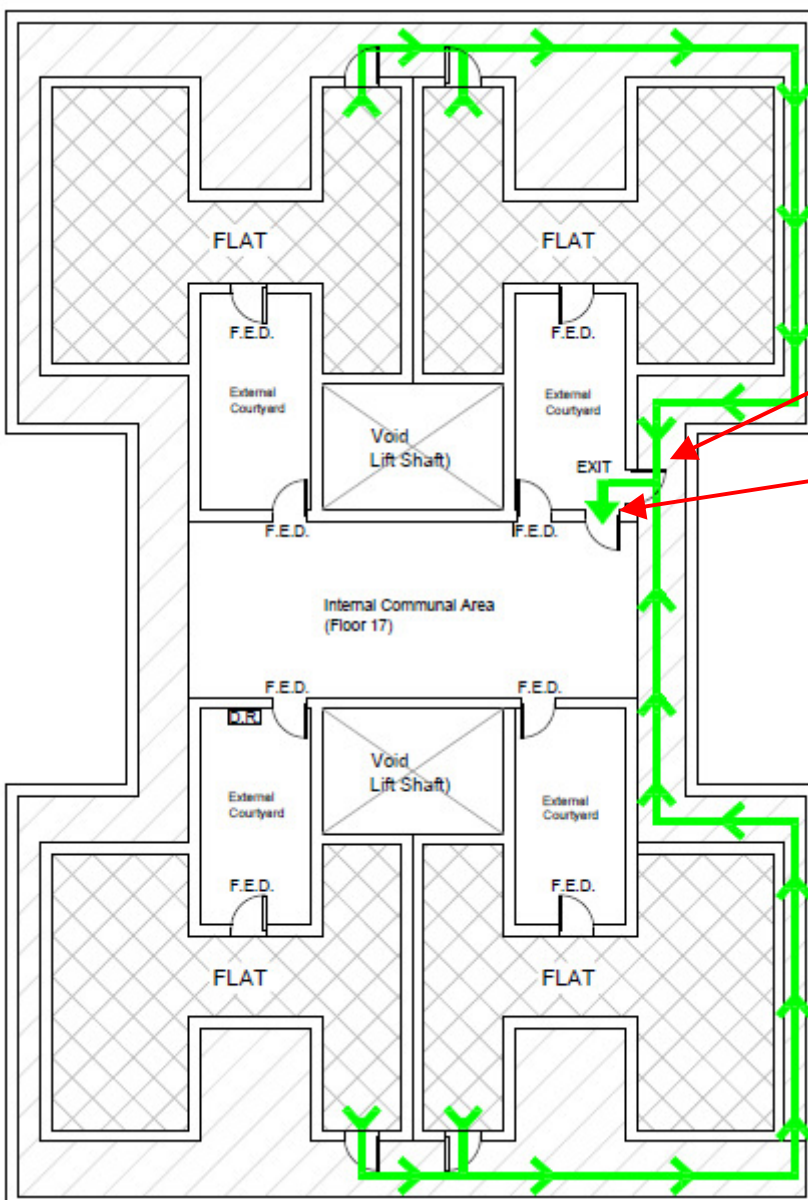 FLAT
FLAT
F.E.D.
F.E.D.
External
Courtyard
External
Courtyard
Void
Lift Shaft)
EXIT
F.E.D.
F.E.D.
Internal Communal Area
(Floor 17)
F.E.D.
F.E.D.
D.R.
Void
Lift Shaft)
External
Courtyard
External
Courtyard
F.E.D.
F.E.D.
FLAT
FLAT